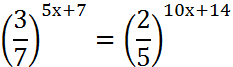 (3/7)^(5x+7) = (2/5)^(10x+14)